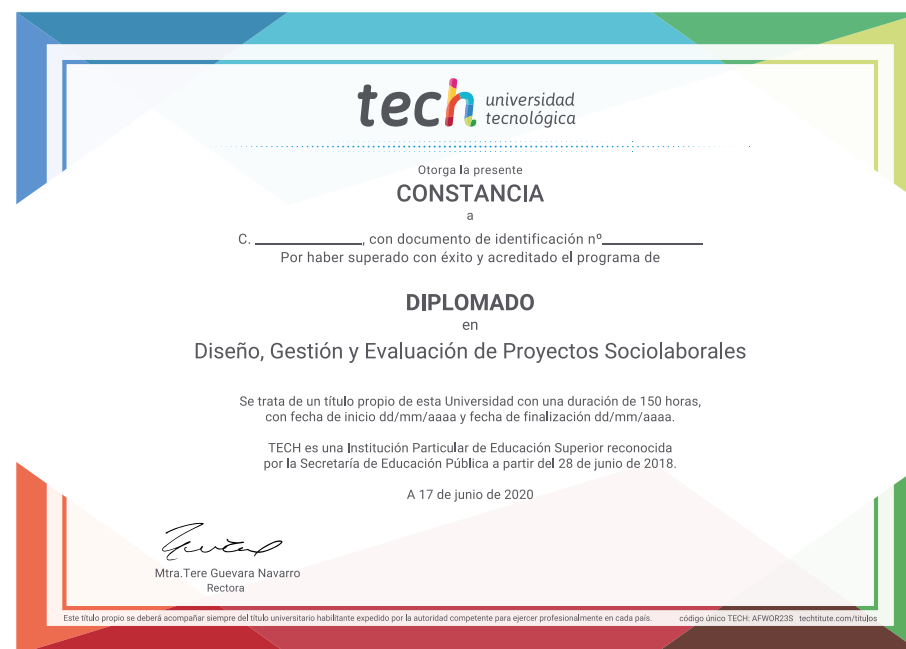 tech universidad
tecnológica
Otorga la presente
CONSTANCIA
a
C. ______________, con documento de identificación nº_____________
Por haber superado con éxito y acreditado el programa de
DIPLOMADO
en
Diseño, Gestión y Evaluación de Proyectos Sociolaborales
Se trata de un título propio de esta Universidad con una duración de 150 horas,
con fecha de inicio dd/mm/aaaa y fecha de finalización dd/mm/aaaa.
TECH es una Institución Particular de Educación Superior reconocida
por la Secretaría de Educación Pública a partir del 28 de junio de 2018.
A 17 de junio de 2020
Mtra.Tere Guevara Navarro
Rectora
Este título propio se deberá acompañar siempre del título universitario habilitante expedido por la autoridad competente para ejercer profesionalmente en cada país. código único TECH: AFWOR23S techtitute.com/titulos